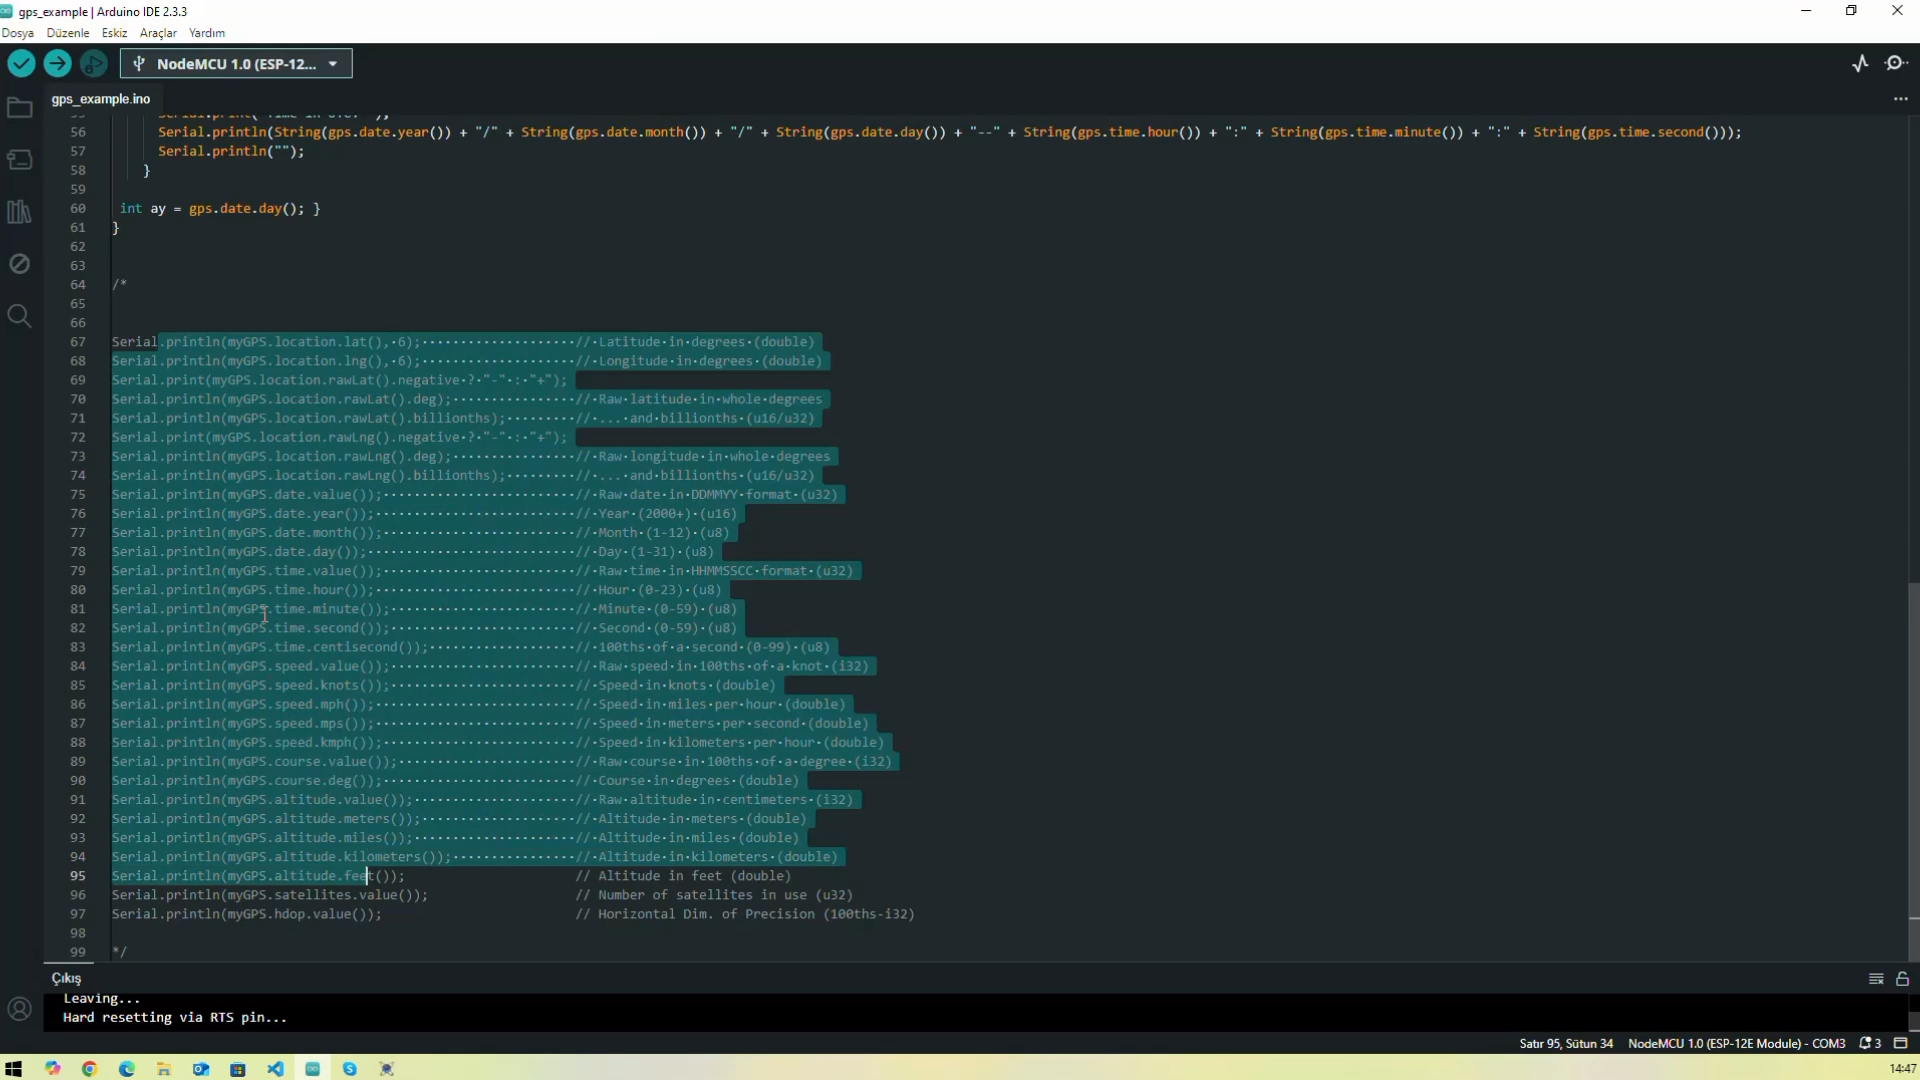 gps_example | Arduino IDE 2.3.3
Dosya Düzenle Eskiz Araçlar Yardım
NodeMCU 1.0 (ESP-12...
gps_example.ino
56 Serial.println(String(gps.date.year()) + "/" + String(gps.date.month()) + "/" + String(gps.date.day()) + "--" + String(gps.time.hour()) + ":" + String(gps.time.minute()) + ":" + String(gps.time.second()));
57 Serial.println("");
58 }
59
60 int ay = gps.date.day(); }
61 }
62
63
64 /*
65
66
67 Serial.println(myGPS.location.lat(), 6); // Latitude in degrees (double)
68 Serial.println(myGPS.location.lng(), 6); // Longitude in degrees (double)
69 Serial.print(myGPS.location.rawLat().negative ? "-" : "+");
70 Serial.println(myGPS.location.rawLat().deg); // Raw latitude in whole degrees
71 Serial.println(myGPS.location.rawLat().billionths); // ... and billionths (u16/u32)
72 Serial.print(myGPS.location.rawLng().negative ? "-" : "+");
73 Serial.println(myGPS.location.rawLng().deg); // Raw longitude in whole degrees
74 Serial.println(myGPS.location.rawLng().billionths); // ... and billionths (u16/u32)
75 Serial.println(myGPS.date.value()); // Raw date in DDMMYY format (u32)
76 Serial.println(myGPS.date.year()); // Year (2000+) (u16)
77 Serial.println(myGPS.date.month()); // Month (1-12) (u8)
78 Serial.println(myGPS.date.day()); // Day (1-31) (u8)
79 Serial.println(myGPS.time.value()); // Raw time in HHMMSSCC format (u32)
80 Serial.println(myGPS.time.hour()); // Hour (0-23) (u8)
81 Serial.println(myGPS.time.minute()); // Minute (0-59) (u8)
82 Serial.println(myGPS.time.second()); // Second (0-59) (u8)
83 Serial.println(myGPS.time.centisecond()); // 100ths of a second (0-99) (u8)
84 Serial.println(myGPS.speed.value()); // Raw speed in 100ths of a knot (i32)
85 Serial.println(myGPS.speed.knots()); // Speed in knots (double)
86 Serial.println(myGPS.speed.mph()); // Speed in miles per hour (double)
87 Serial.println(myGPS.speed.mps()); // Speed in meters per second (double)
88 Serial.println(myGPS.speed.kmph()); // Speed in kilometers per hour (double)
89 Serial.println(myGPS.course.value()); // Raw course in 100ths of a degree (i32)
90 Serial.println(myGPS.course.deg()); // Course in degrees (double)
91 Serial.println(myGPS.altitude.value()); // Raw altitude in centimeters (i32)
92 Serial.println(myGPS.altitude.meters()); // Altitude in meters (double)
93 Serial.println(myGPS.altitude.miles()); // Altitude in miles (double)
94 Serial.println(myGPS.altitude.kilometers()); // Altitude in kilometers (double)
95 Serial.println(myGPS.altitude.feet()); // Altitude in feet (double)
96 Serial.println(myGPS.satellites.value()); // Number of satellites in use (u32)
97 Serial.println(myGPS.hdop.value()); // Horizontal Dim. of Precision (100ths-i32)
98
99 */
Çıkış
Leaving...
Hard resetting via RTS pin...
Satır 95, Sütun 34 NodeMCU 1.0 (ESP-12E Module) - COM3 3
14:47